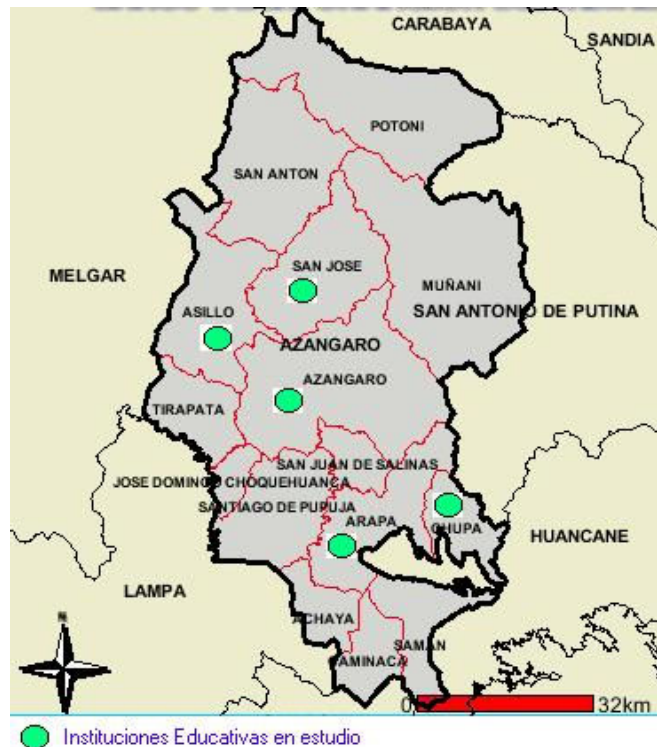 CARABAYA
SANDIA
POTONI
SAN ANTON
MELGAR
SAN JOSE
MUÑANI
SAN ANTONIO DE PUTINA
ASILLO
AZANGARO
AZANGARO
TIRAPATA
SAN JUAN DE SALINAS
JOSE DOMINGO CHOQUEHUANCA
SANTIAGO DE PUPUJA
ARAPA
CHUPA
HUANCANE
LAMPA
ACHAYA
SAMAN
CAMINACA
N
0 32km
Instituciones Educativas en estudio